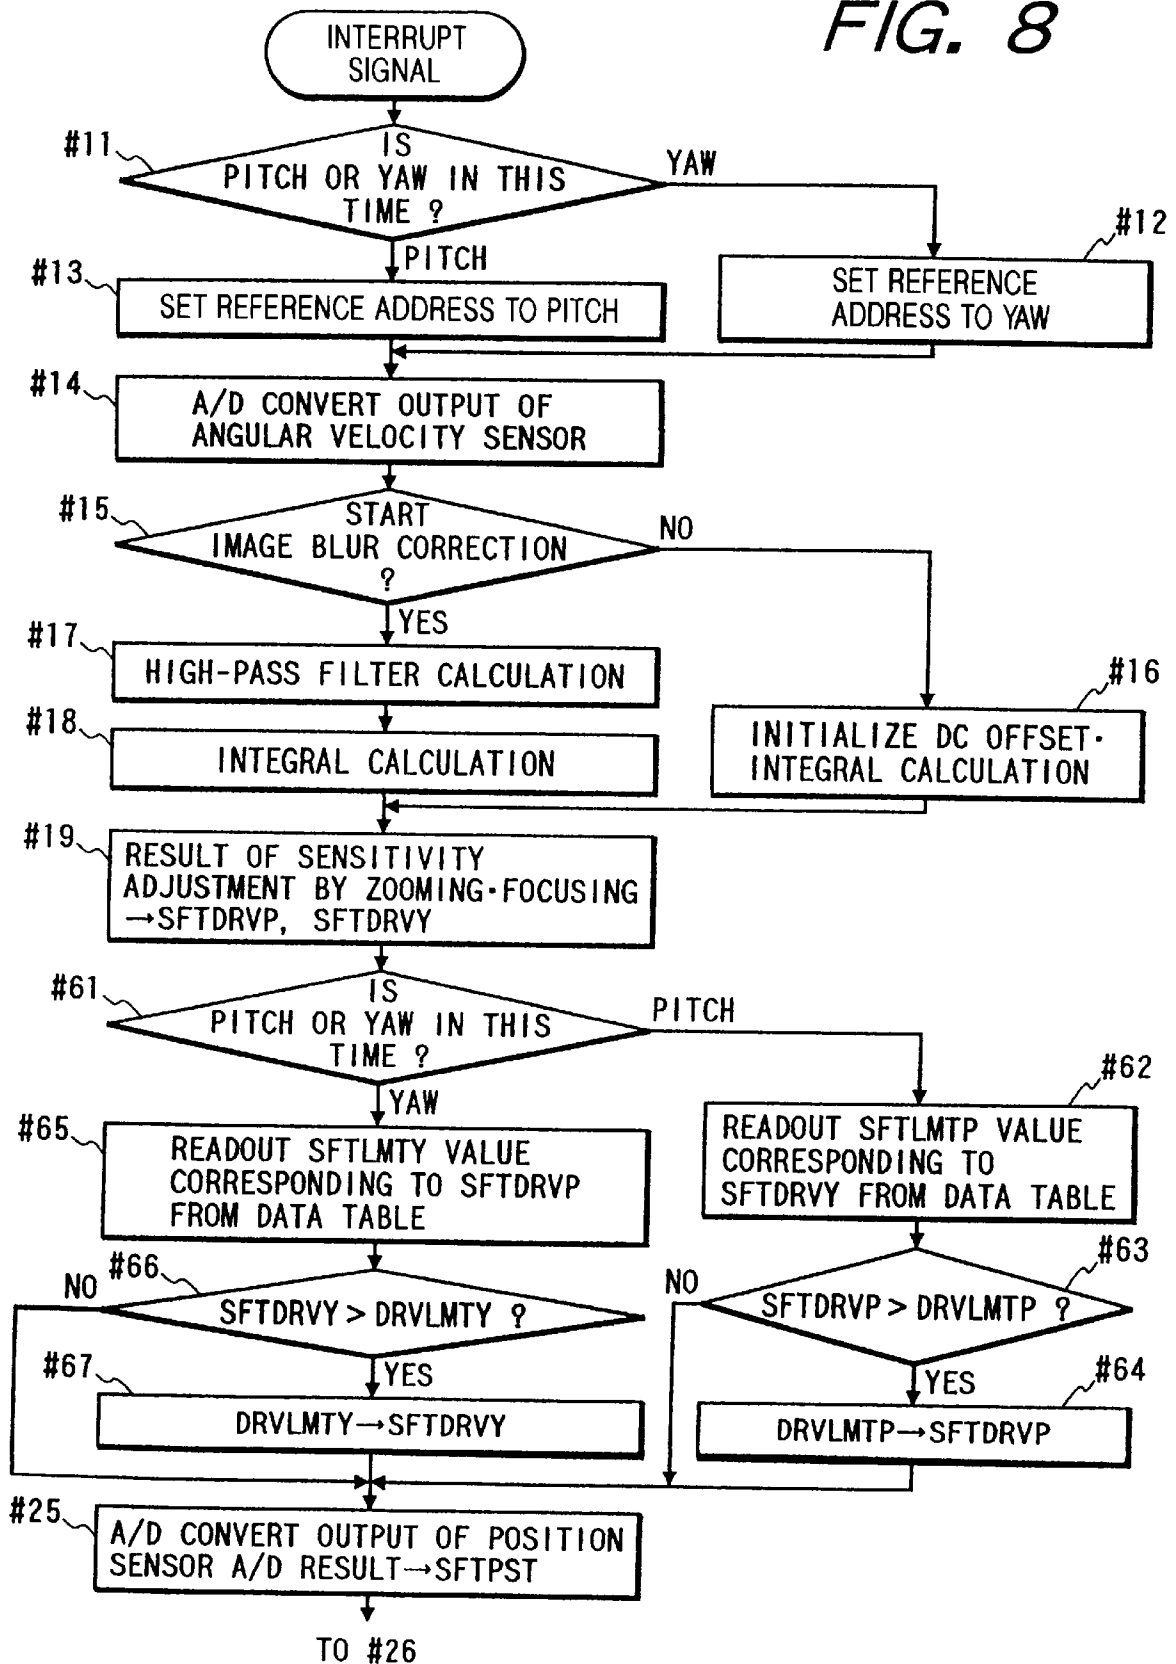 FIG. 8
INTERRUPT
SIGNAL
#11
IS
PITCH OR YAW IN THIS
TIME ?
YAW
#12
PITCH
#13
SET REFERENCE ADDRESS TO PITCH
SET REFERENCE
ADDRESS TO YAW
#14
A/D CONVERT OUTPUT OF
ANGULAR VELOCITY SENSOR
#15
START
IMAGE BLUR CORRECTION
?
NO
YES
#17
HIGH-PASS FILTER CALCULATION
#16
#18
INTEGRAL CALCULATION
INITIALIZE DC OFFSET·
INTEGRAL CALCULATION
#19
RESULT OF SENSITIVITY
ADJUSTMENT BY ZOOMING·FOCUSING
→SFTDRVP, SFTDRVY
#61
IS
PITCH OR YAW IN THIS
TIME ?
PITCH
YAW
#62
#65
READOUT SFTLMTY VALUE
CORRESPONDING TO SFTDRVP
FROM DATA TABLE
READOUT SFTLMTP VALUE
CORRESPONDING TO
SFTDRVY FROM DATA TABLE
#66
NO
SFTDRVY > DRVLMTY ?
#63
NO
SFTDRVP > DRVLMTP ?
YES
#67
DRVLMTY→SFTDRVY
YES
#64
DRVLMTP→SFTDRVP
#25
A/D CONVERT OUTPUT OF POSITION
SENSOR A/D RESULT→SFTPST
TO #26